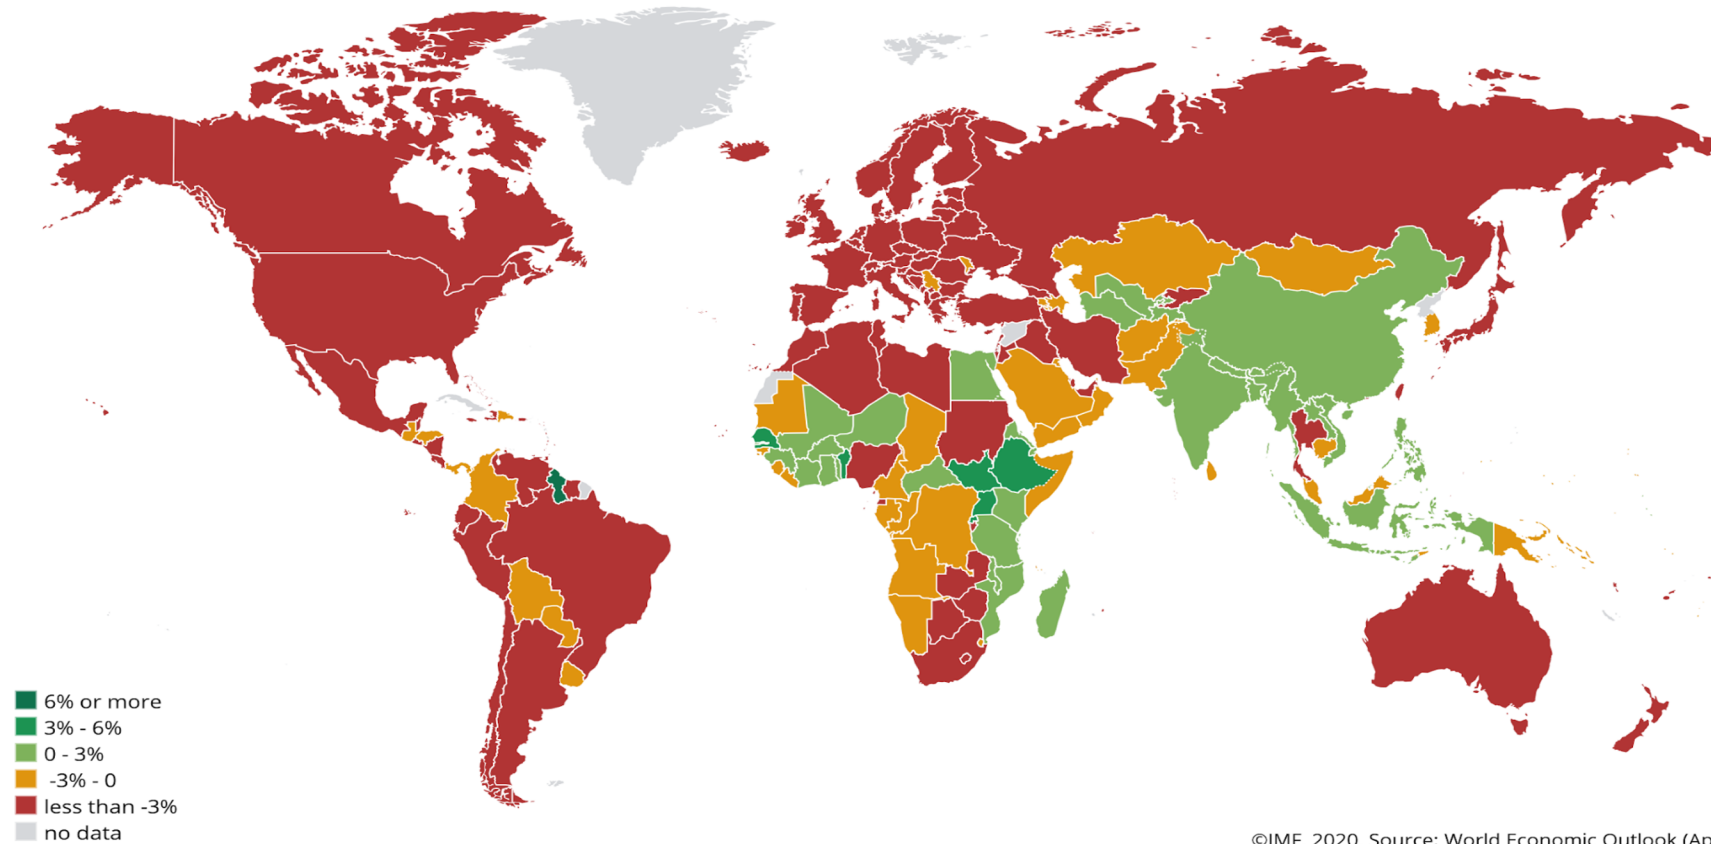 6% or more
3% - 6%
0 - 3%
-3% - 0
less than -3%
no data
©IMF, 2020, Source: World Economic Outlook (Ap